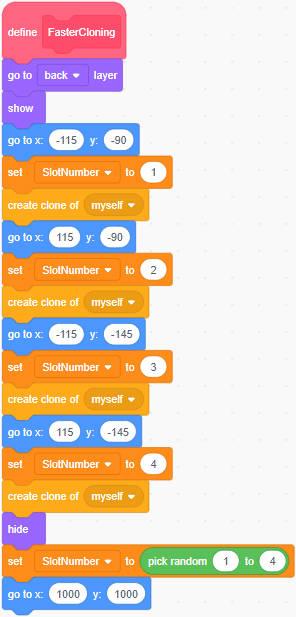 define FasterCloning
go to back layer
show
go to x: -115 y: -90
set SlotNumber to 1
create clone of myself
go to x: 115 y: -90
set SlotNumber to 2
create clone of myself
go to x: -115 y: -145
set SlotNumber to 3
create clone of myself
go to x: 115 y: -145
set SlotNumber to 4
create clone of myself
hide
set SlotNumber to pick random 1 to 4
go to x: 1000 y: 1000